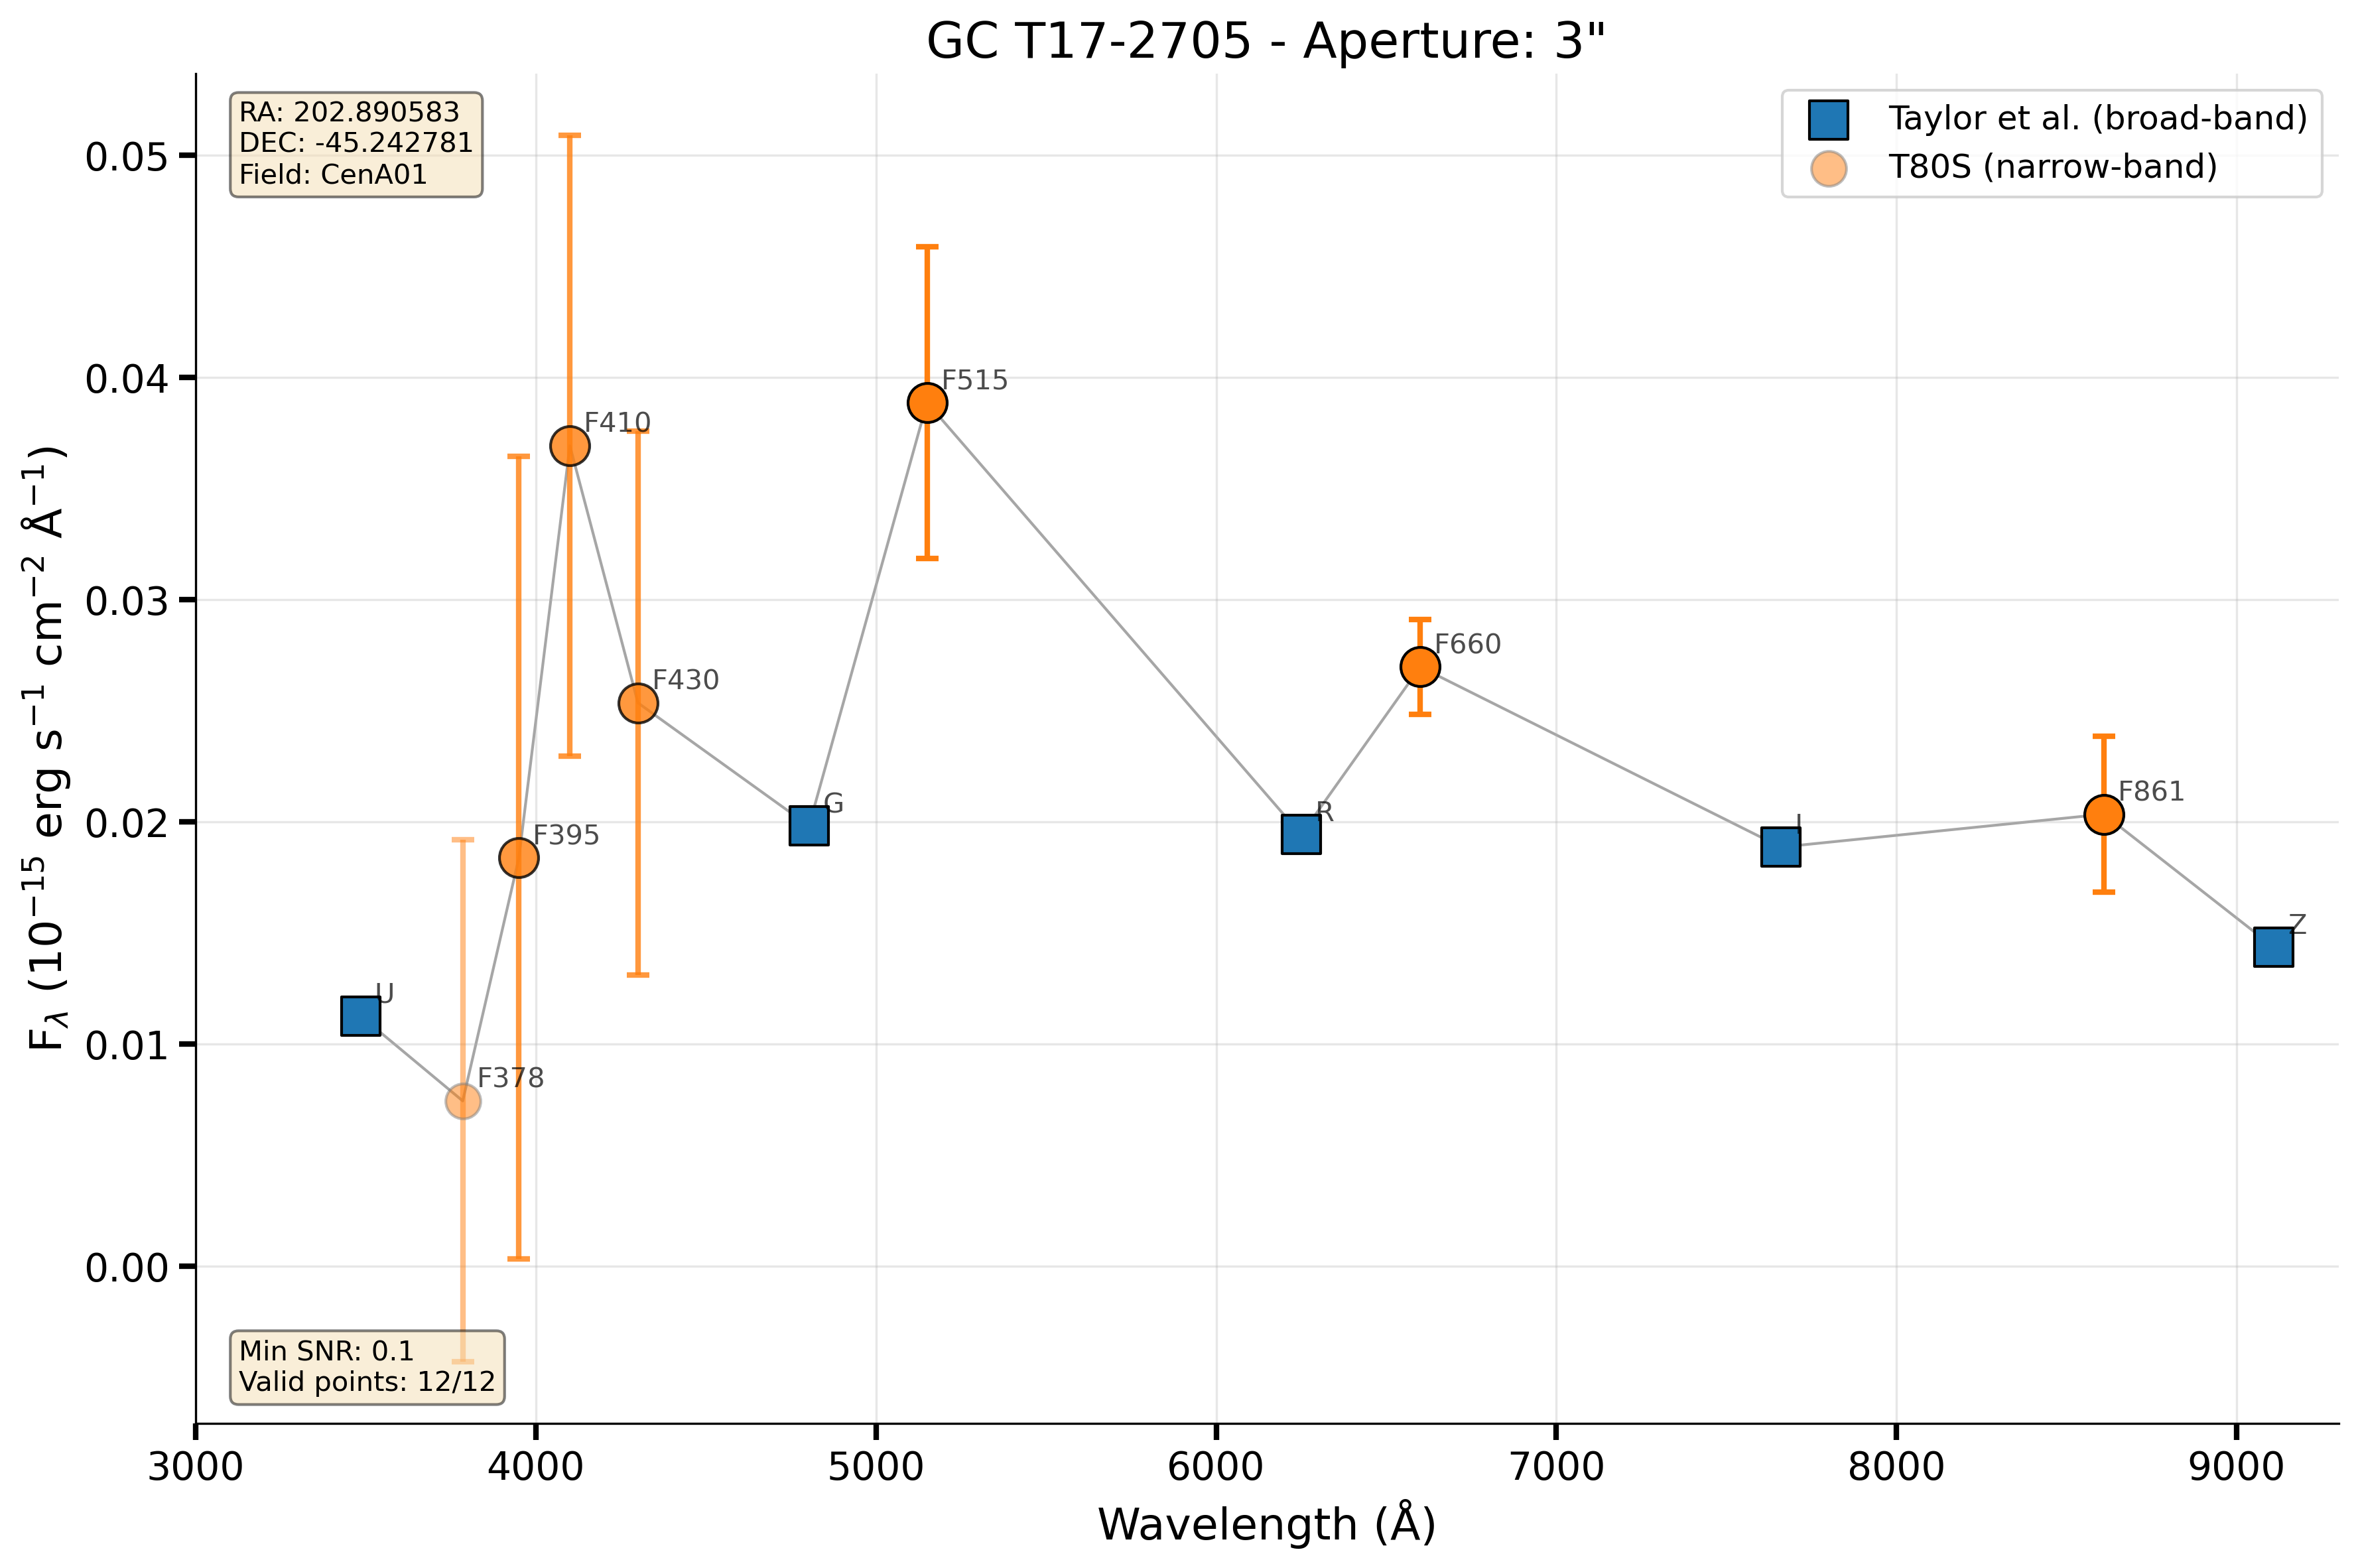 GC T17-2705 - Aperture: 3"
RA: 202.890583
DEC: -45.242781
Field: CenA01
Taylor et al. (broad-band)
T80S (narrow-band)
0.05
0.04
0.03
0.02
0.01
0.00
F$_λ$ (10$^{−15}$ erg s$^{−1}$ cm$^{−2}$ Å$^{−1}$)
U
F378
F395
F410
F430
G
F515
R
F660
I
F861
Z
Min SNR: 0.1
Valid points: 12/12
3000
4000
5000
6000
7000
8000
9000
Wavelength (Å)